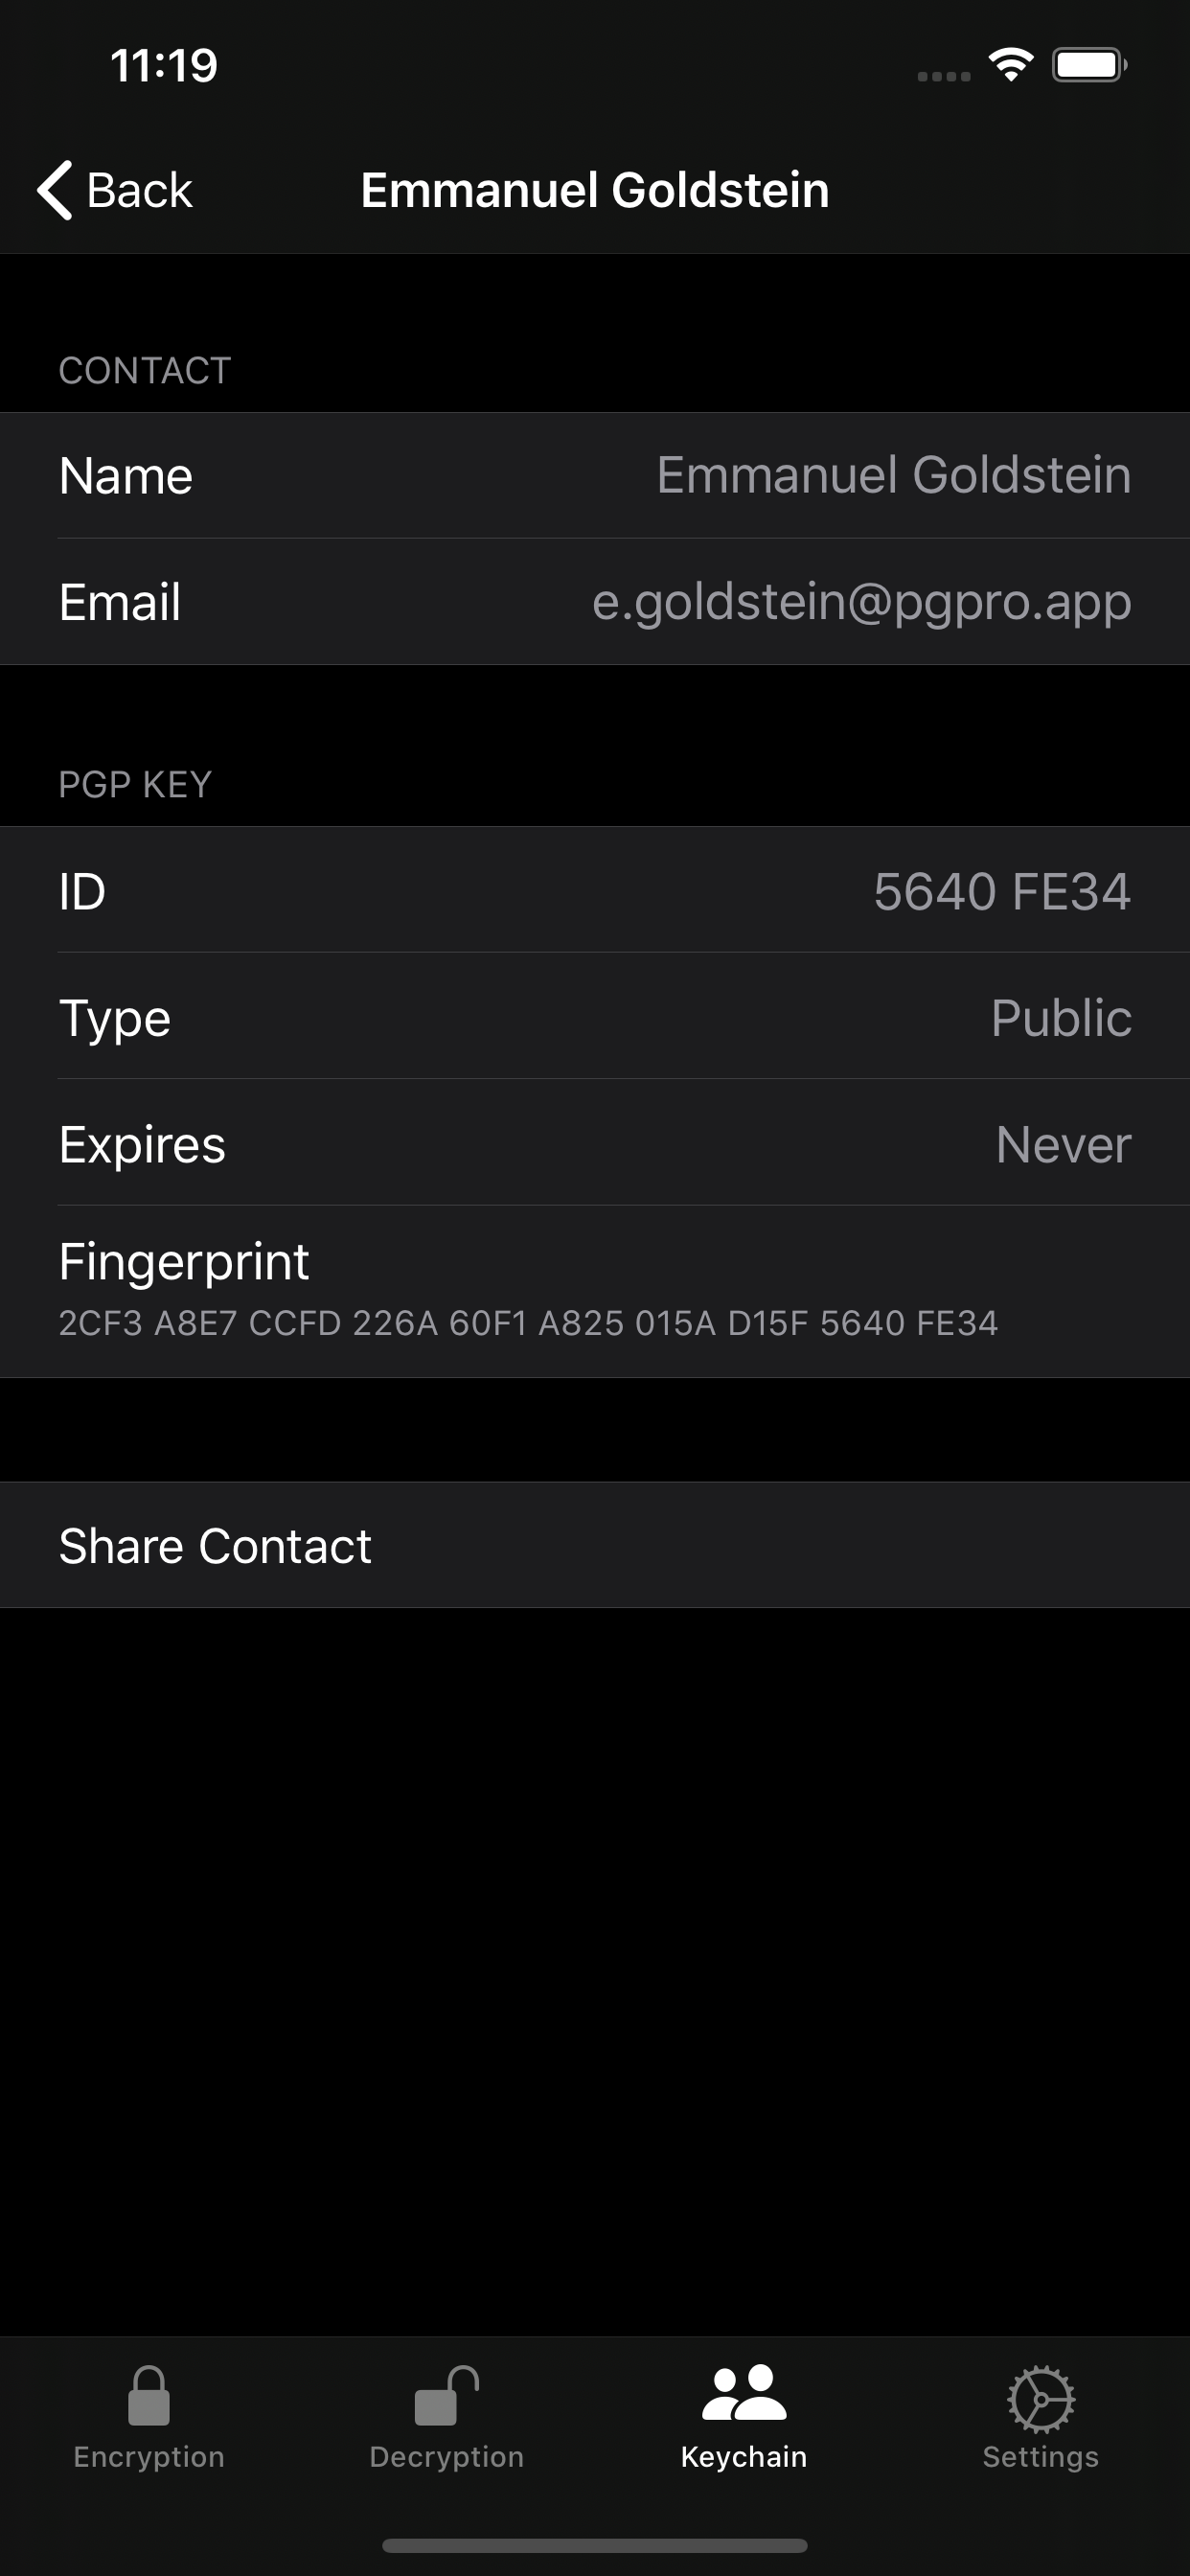 11:19
Back Emmanuel Goldstein
CONTACT
Name Emmanuel Goldstein
Email e.goldstein@pgpro.app
PGP KEY
ID 5640 FE34
Type Public
Expires Never
Fingerprint
2CF3 A8E7 CCFD 226A 60F1 A825 015A D15F 5640 FE34
Share Contact
Encryption Decryption Keychain Settings